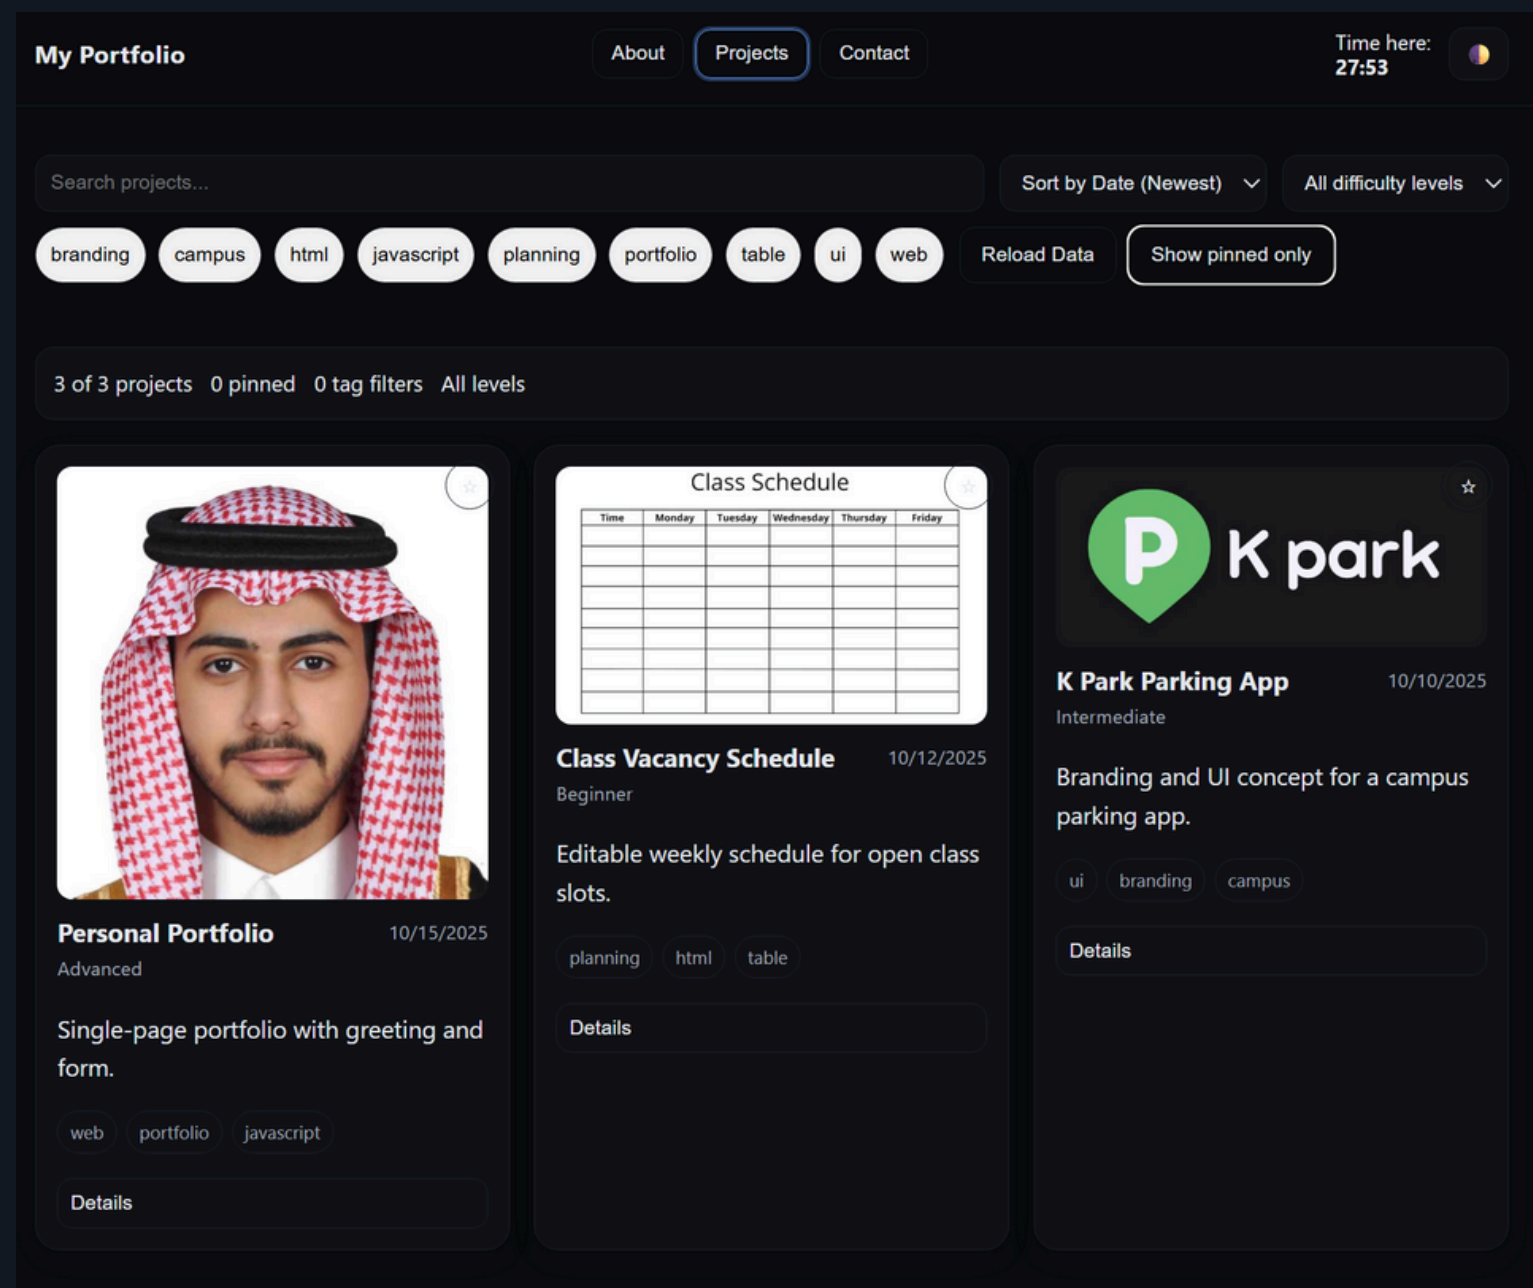 My Portfolio
About
Projects
Contact
Time here:
27:53
Search projects...
Sort by Date (Newest)
All difficulty levels
branding
campus
html
javascript
planning
portfolio
table
ui
web
Reload Data
Show pinned only
3 of 3 projects 0 pinned 0 tag filters All levels
Personal Portfolio
10/15/2025
Advanced
Single-page portfolio with greeting and
form.
web
portfolio
javascript
Details
Class Schedule
Time Monday Tuesday Wednesday Thursday Friday
Class Vacancy Schedule
10/12/2025
Beginner
Editable weekly schedule for open class
slots.
planning
html
table
Details
P K park
K Park Parking App
10/10/2025
Intermediate
Branding and UI concept for a campus
parking app.
ui
branding
campus
Details